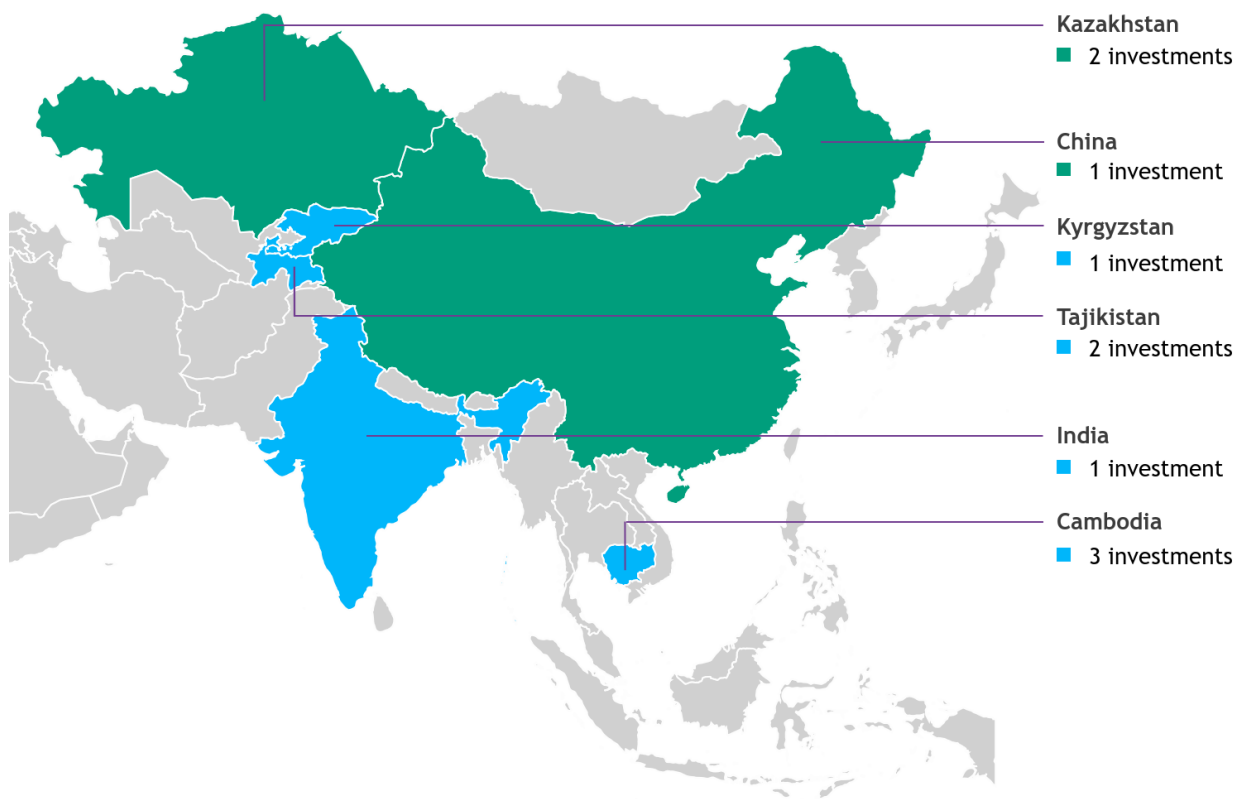 Kazakhstan
2 investments
China
1 investment
Kyrgyzstan
1 investment
Tajikistan
2 investments
India
1 investment
Cambodia
3 investments